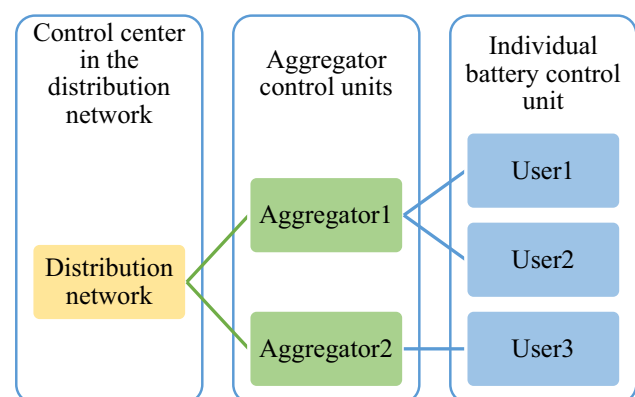 Control center
in the
distribution
network
Aggregator
control units
Individual
battery control
unit
Distribution
network
Aggregator1
Aggregator2
User1
User2
User3